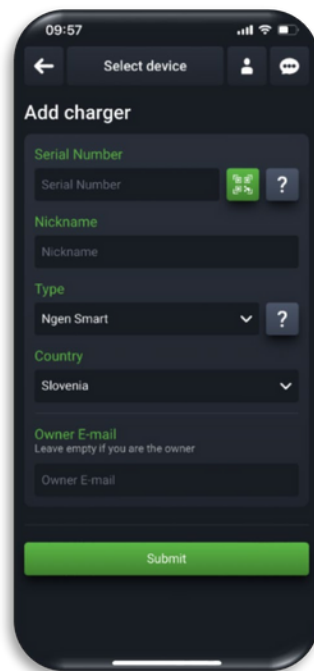 09:57
Select device
Add charger
Serial Number
Serial Number
?
Nickname
Nickname
Type
Ngen Smart
?
Country
Slovenia
Owner E-mail
Leave empty if you are the owner
Owner E-mail
Submit